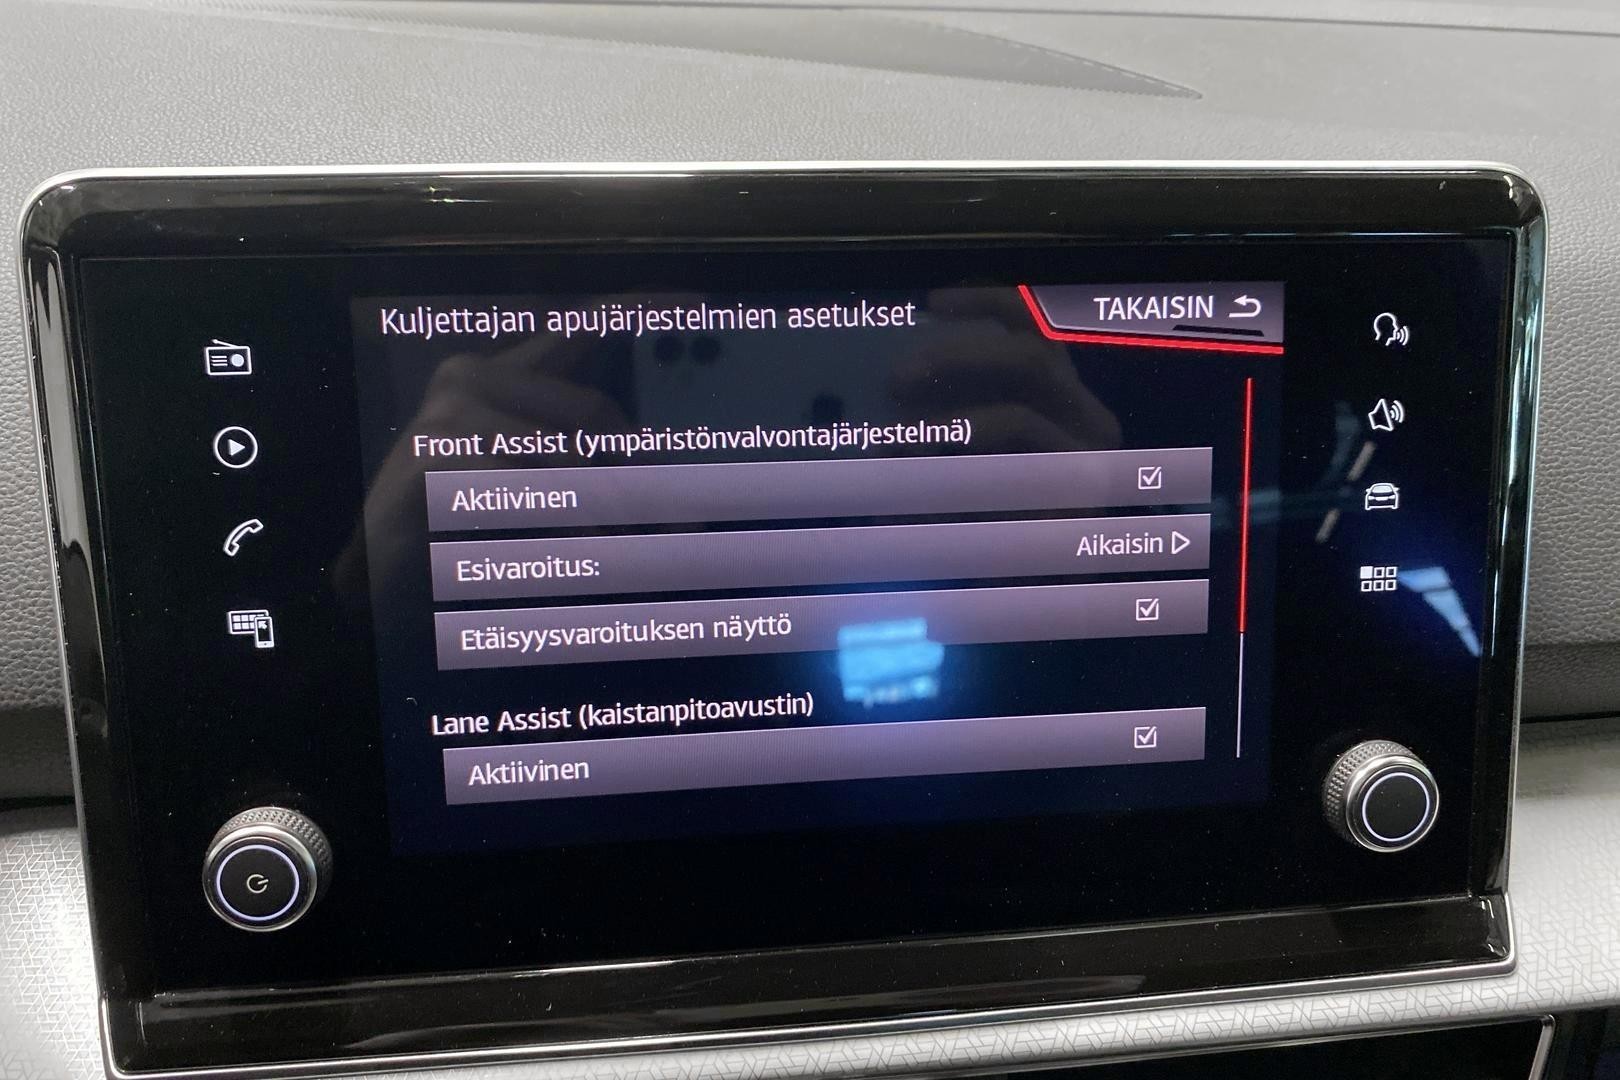 Kuljettajan apujärjestelmien asetukset
TAKAISIN
Front Assist (ympäristönvalvontajärjestelmä)
Aktiivinen
Esivaroitus: Aikaisin
Etäisyysvaroituksen näyttö
Lane Assist (kaistanpitoavustin)
Aktiivinen